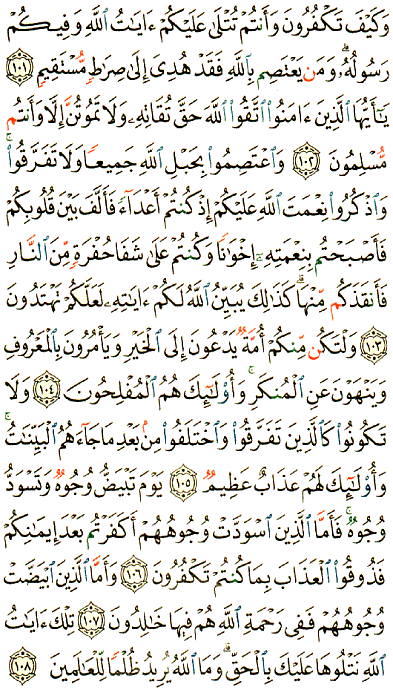 وَكَيْفَ تَكْفُرُونَ وَأَنتُمْ تُتْلَىٰ عَلَيْكُمْ ءَايَٰتُ ٱللَّهِ وَفِيكُمْ
رَسُولُهُۥ ۗ وَمَن يَعْتَصِم بِٱللَّهِ فَقَدْ هُدِىَ إِلَىٰ صِرَٰطٍ مُّسْتَقِيمٍ ١٠١
يَٰٓأَيُّهَا ٱلَّذِينَ ءَامَنُوا۟ ٱتَّقُوا۟ ٱللَّهَ حَقَّ تُقَاتِهِۦ وَلَا تَمُوتُنَّ إِلَّا وَأَنتُم
مُّسْلِمُونَ ١٠٢ وَٱعْتَصِمُوا۟ بِحَبْلِ ٱللَّهِ جَمِيعًا وَلَا تَفَرَّقُوا۟ ۚ
وَٱذْكُرُوا۟ نِعْمَتَ ٱللَّهِ عَلَيْكُمْ إِذْ كُنتُمْ أَعْدَآءً فَأَلَّفَ بَيْنَ قُلُوبِكُمْ
فَأَصْبَحْتُم بِنِعْمَتِهِۦٓ إِخْوَٰنًا وَكُنتُمْ عَلَىٰ شَفَا حُفْرَةٍ مِّنَ ٱلنَّارِ
فَأَنقَذَكُم مِّنْهَا ۗ كَذَٰلِكَ يُبَيِّنُ ٱللَّهُ لَكُمْ ءَايَٰتِهِۦ لَعَلَّكُمْ تَهْتَدُونَ
١٠٣ وَلْتَكُن مِّنكُمْ أُمَّةٌ يَدْعُونَ إِلَى ٱلْخَيْرِ وَيَأْمُرُونَ بِٱلْمَعْرُوفِ
وَيَنْهَوْنَ عَنِ ٱلْمُنكَرِ ۚ وَأُو۟لَٰٓئِكَ هُمُ ٱلْمُفْلِحُونَ ١٠٤ وَلَا
تَكُونُوا۟ كَٱلَّذِينَ تَفَرَّقُوا۟ وَٱخْتَلَفُوا۟ مِنۢ بَعْدِ مَا جَآءَهُمُ ٱلْبَيِّنَٰتُ ۚ
وَأُو۟لَٰٓئِكَ لَهُمْ عَذَابٌ عَظِيمٌ ١٠٥ يَوْمَ تَبْيَضُّ وُجُوهٌ وَتَسْوَدُّ
وُجُوهٌ ۚ فَأَمَّا ٱلَّذِينَ ٱسْوَدَّتْ وُجُوهُهُمْ أَكَفَرْتُم بَعْدَ إِيمَٰنِكُمْ
فَذُوقُوا۟ ٱلْعَذَابَ بِمَا كُنتُمْ تَكْفُرُونَ ١٠٦ وَأَمَّا ٱلَّذِينَ ٱبْيَضَّتْ
وُجُوهُهُمْ فَفِى رَحْمَةِ ٱللَّهِ هُمْ فِيهَا خَٰلِدُونَ ١٠٧ تِلْكَ ءَايَٰتُ
ٱللَّهِ نَتْلُوهَا عَلَيْكَ بِٱلْحَقِّ ۗ وَمَا ٱللَّهُ يُرِيدُ ظُلْمًا لِّلْعَٰلَمِينَ ١٠٨